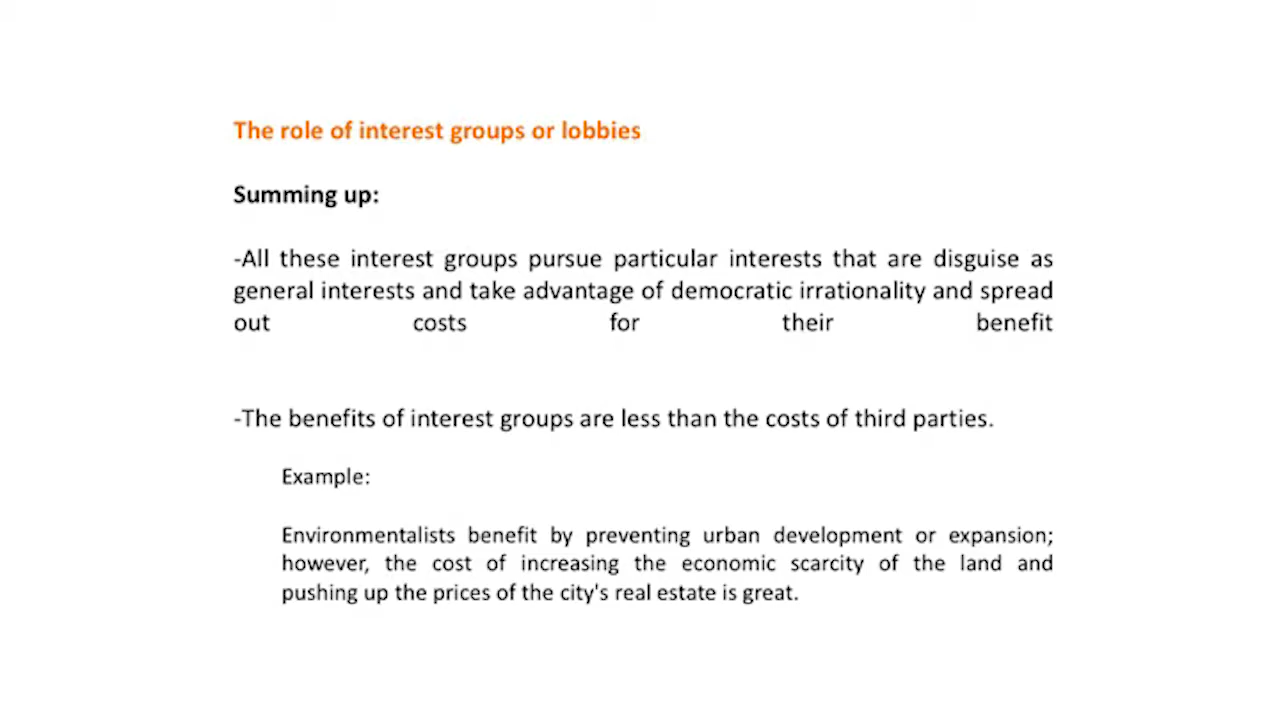 The role of interest groups or lobbies
Summing up:
-All these interest groups pursue particular interests that are disguise as
general interests and take advantage of democratic irrationality and spread
out costs for their benefit
-The benefits of interest groups are less than the costs of third parties.
Example:
Environmentalists benefit by preventing urban development or expansion;
however, the cost of increasing the economic scarcity of the land and
pushing up the prices of the city's real estate is great.